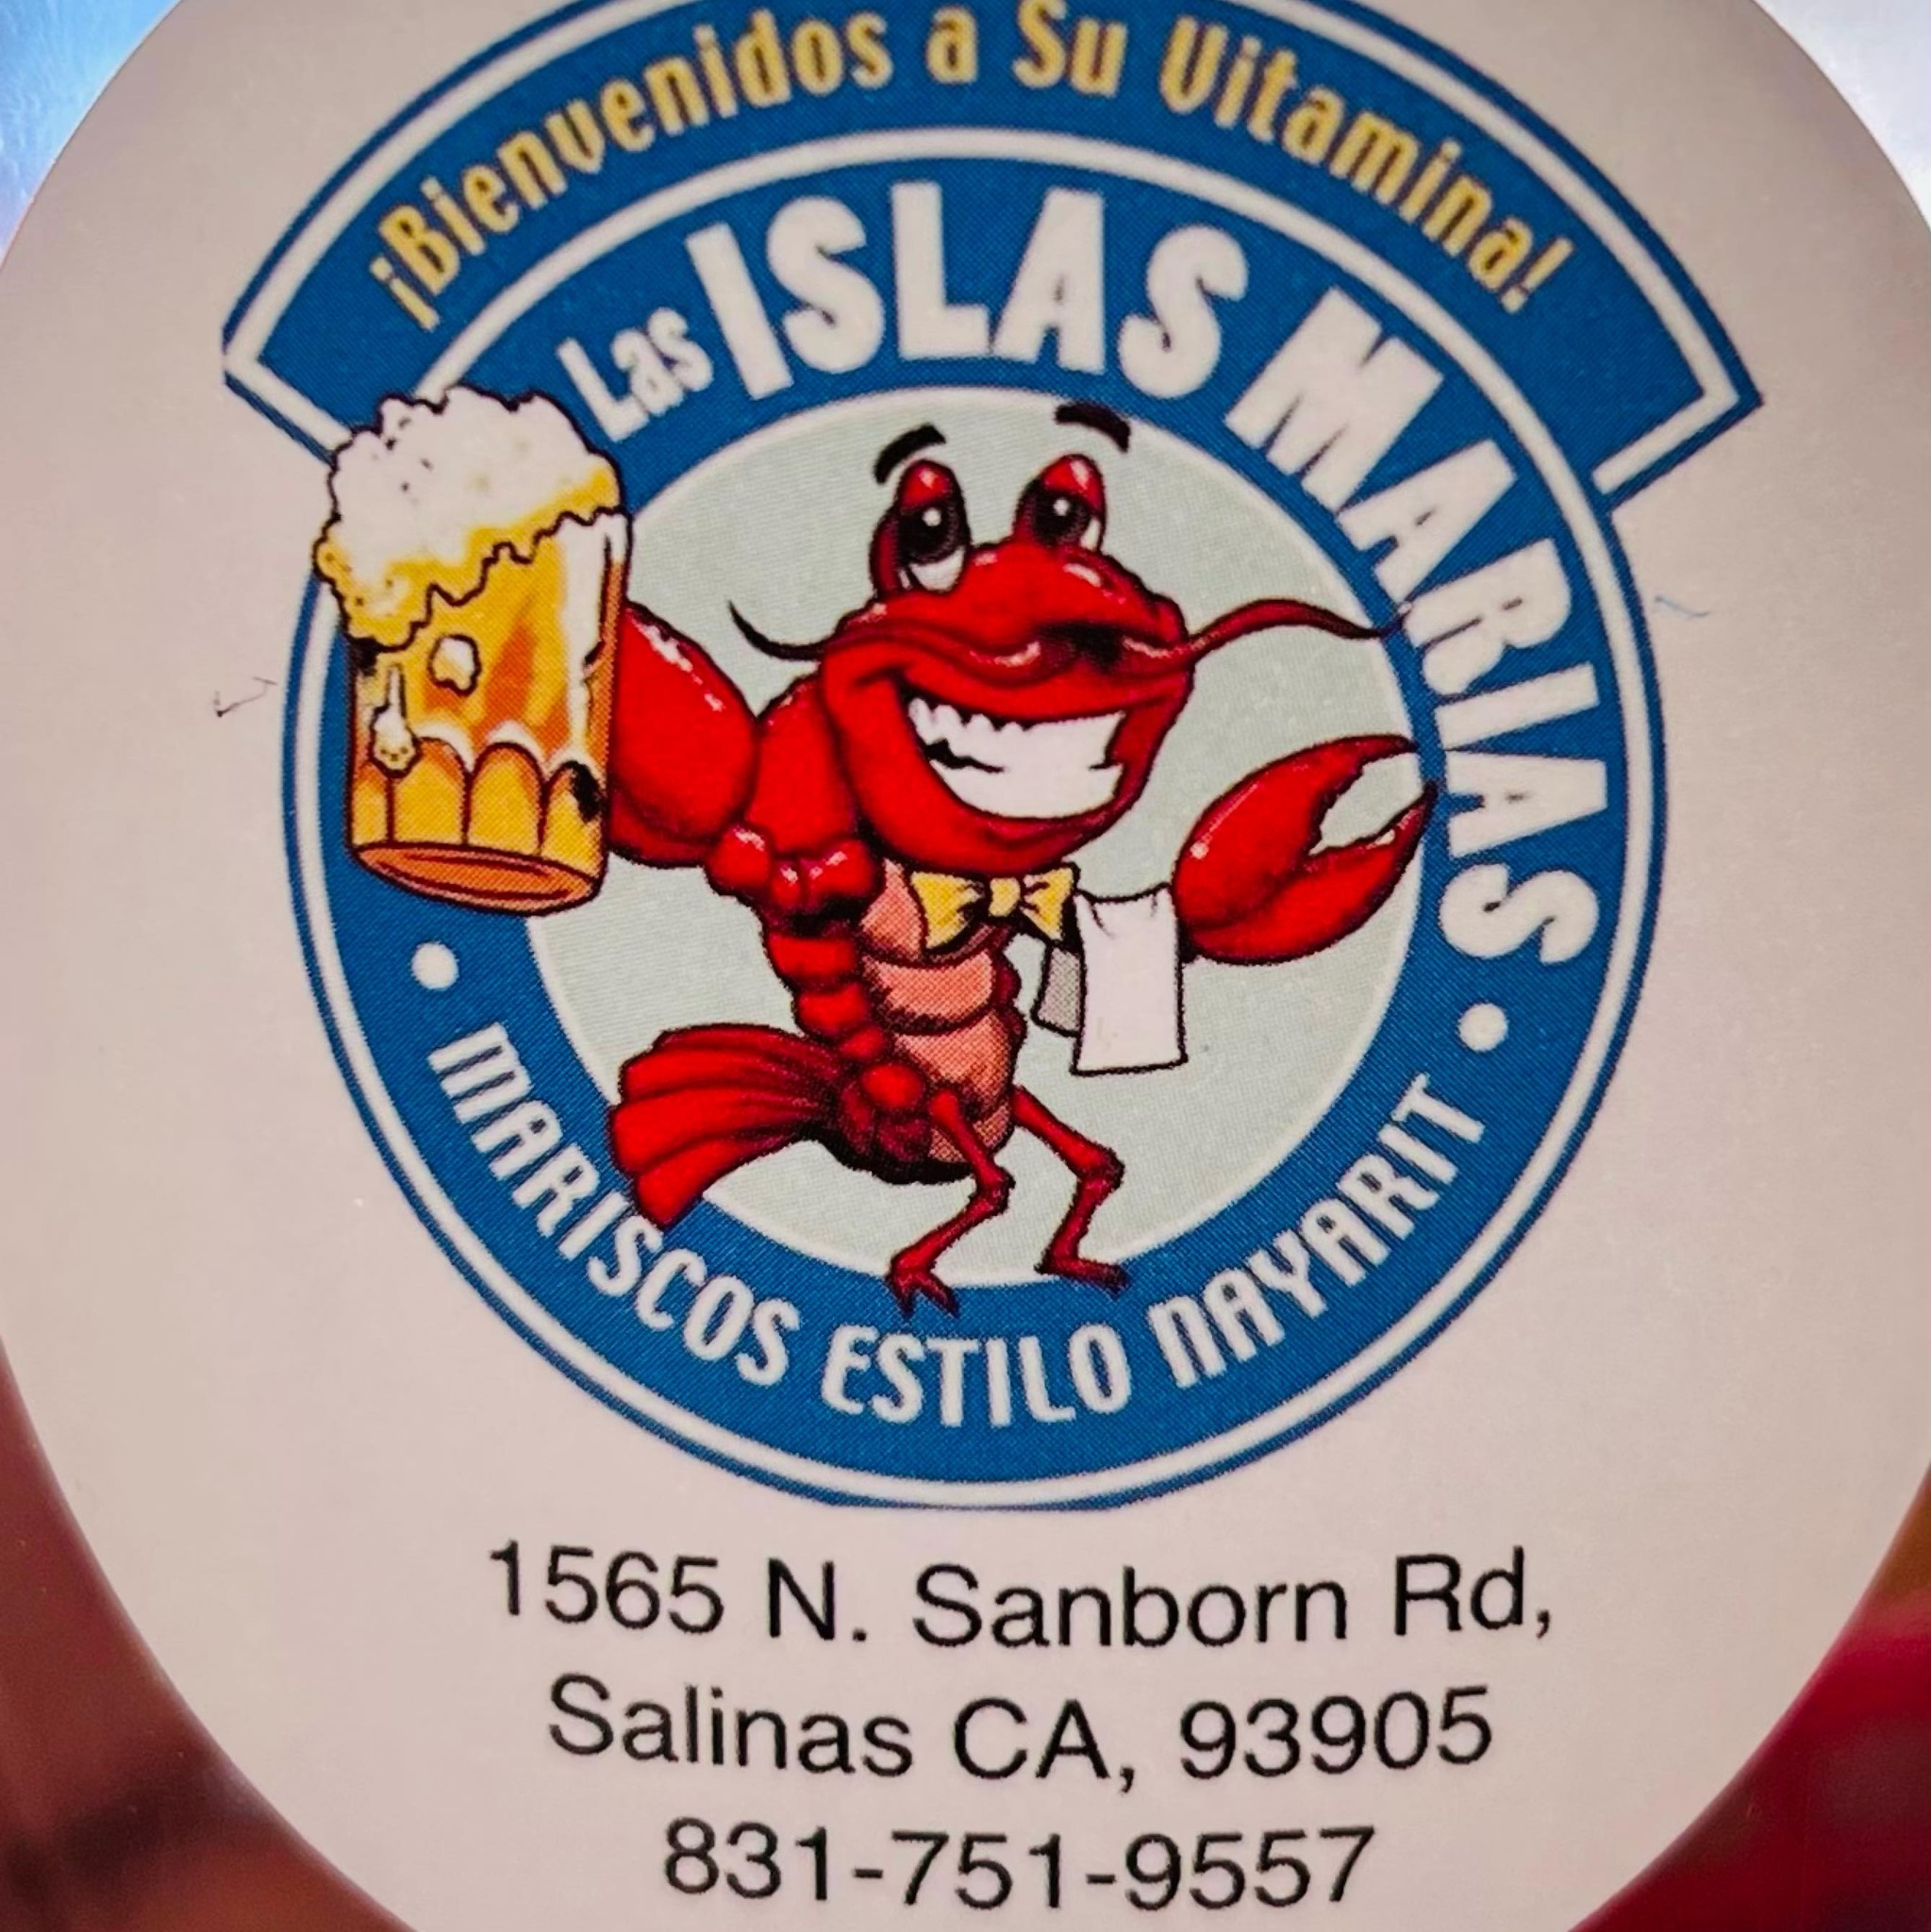 ¡Bienvenidos a Su Vitamina!
Las ISLAS MARIAS
• MARISCOS ESTILO NAYARIT •
1565 N. Sanborn Rd,
Salinas CA, 93905
831-751-9557